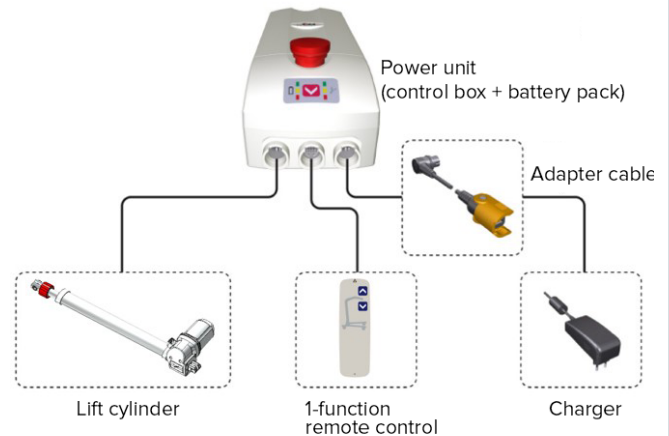 Power unit
(control box + battery pack)
Adapter cable
Lift cylinder
1-function
remote control
Charger